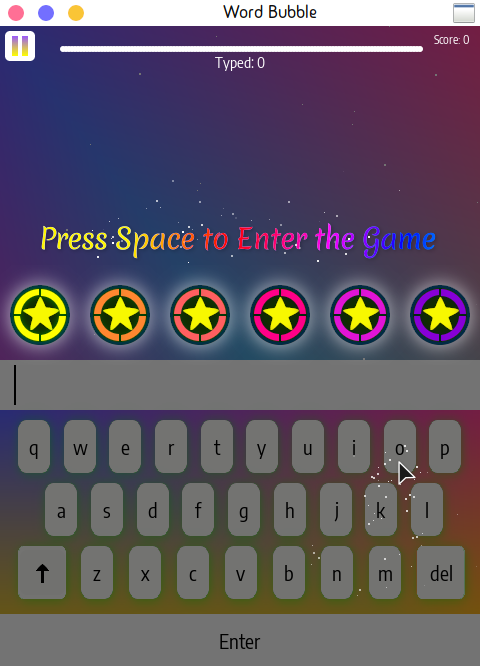 Word Bubble
Score: 0
Typed: 0
Press Space to Enter the Game
q w e r t y u i o p
a s d f g h j k l
z x c v b n m del
Enter